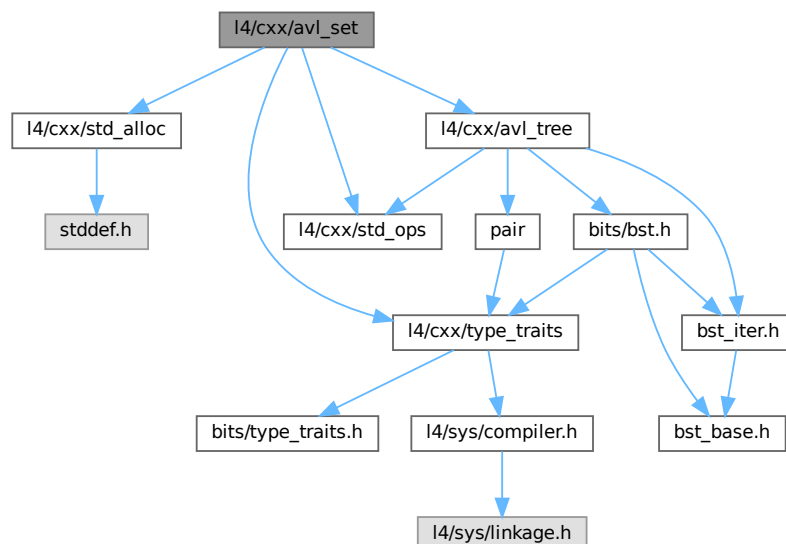 l4/cxx/avl_set
l4/cxx/std_alloc
l4/cxx/avl_tree
stddef.h
l4/cxx/std_ops
pair
bits/bst.h
l4/cxx/type_traits
bst_iter.h
bits/type_traits.h
l4/sys/compiler.h
bst_base.h
l4/sys/linkage.h